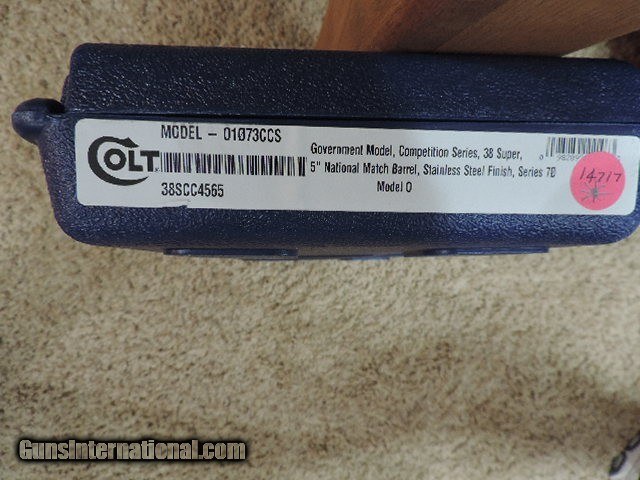 COLT
MODEL - 01073CCS
38SCC4565
Government Model, Competition Series, 38 Super,
5" National Match Barrel, Stainless Steel Finish, Series 70
Model O
0
14717
GunsInternational.com